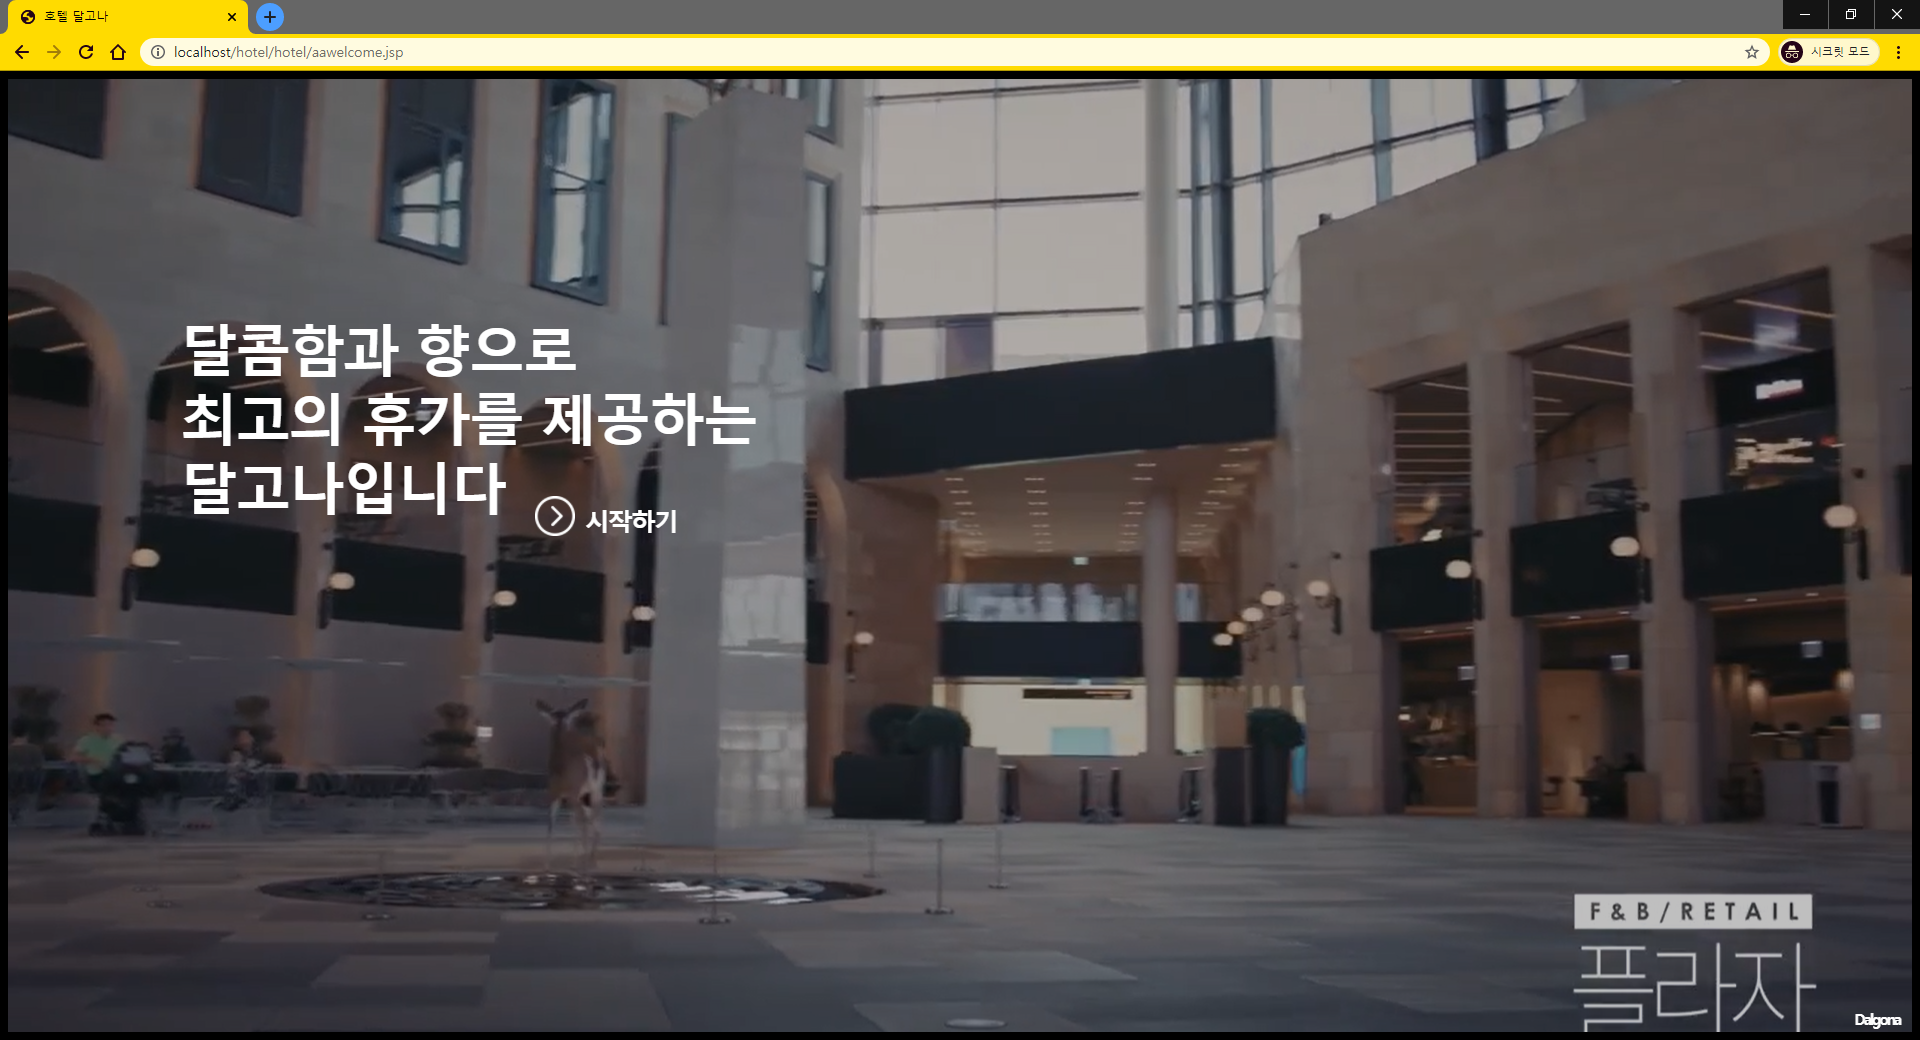 호텔 달고나
localhost/hotel/hotel/aawelcome.jsp
시크릿 모드
달콤함과 향으로
최고의 휴가를 제공하는
달고나입니다
시작하기
F & B / RETAIL
플라자
Dalgona